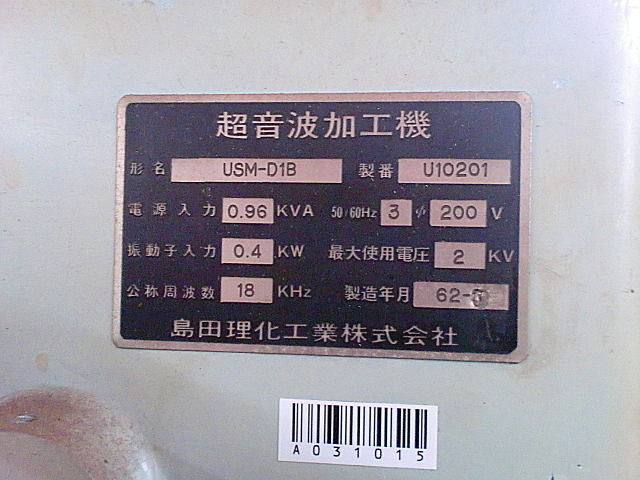 超音波加工機
形名 USM-D1B 製番 U10201
電源入力 0.96 KVA 50/60Hz 3 φ 200 V
振動子入力 0.4 KW 最大使用電圧 2 KV
公称周波数 18 KHz 製造年月 62-
島田理化工業株式会社
A031015